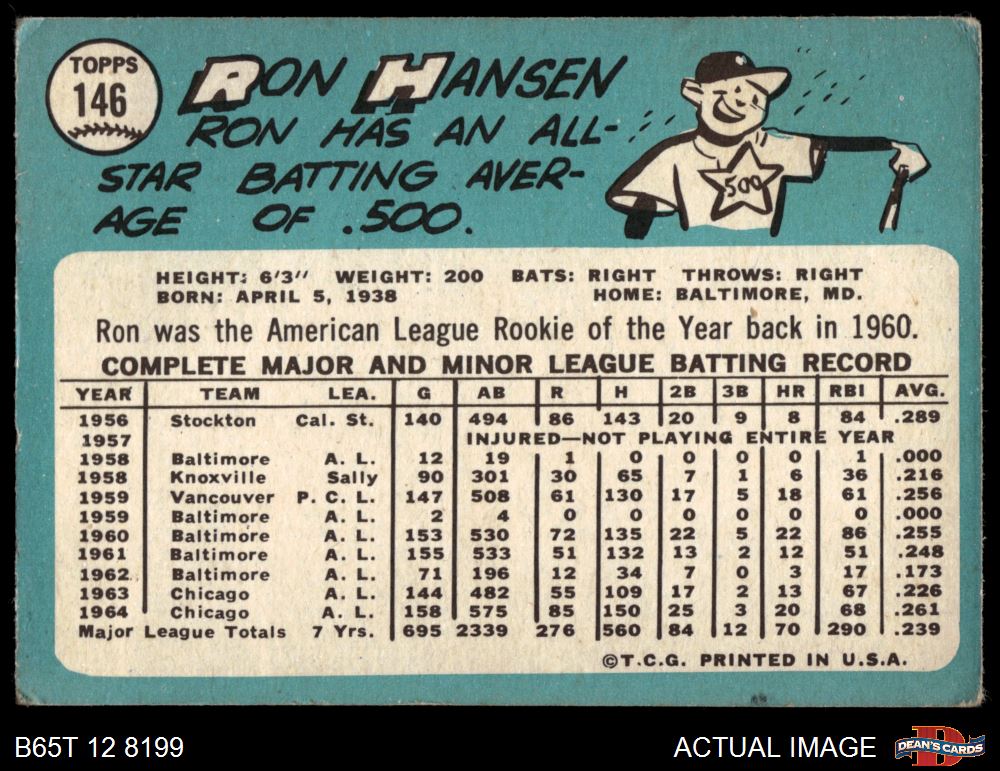 TOPPS
146
RON HANSEN
RON HAS AN ALL-
STAR BATTING AVER-
AGE OF .500.
500
HEIGHT: 6'3" WEIGHT: 200 BATS: RIGHT THROWS: RIGHT
BORN: APRIL 5, 1938 HOME: BALTIMORE, MD.
Ron was the American League Rookie of the Year back in 1960.
COMPLETE MAJOR AND MINOR LEAGUE BATTING RECORD
YEAR TEAM LEA. G AB R H 2B 3B HR RBI AVG.
1956 Stockton Cal. St. 140 494 86 143 20 9 8 84 .289
1957 INJURED—NOT PLAYING ENTIRE YEAR
1958 Baltimore A. L. 12 19 1 0 0 0 0 1 .000
1958 Knoxville Sally 90 301 30 65 7 1 6 36 .216
1959 Vancouver P. C. L. 147 508 61 130 17 5 18 61 .256
1959 Baltimore A. L. 2 4 0 0 0 0 0 0 .000
1960 Baltimore A. L. 153 530 72 135 22 5 22 86 .255
1961 Baltimore A. L. 155 533 51 132 13 2 12 51 .248
1962 Baltimore A. L. 71 196 12 34 7 0 3 17 .173
1963 Chicago A. L. 144 482 55 109 17 2 13 67 .226
1964 Chicago A. L. 158 575 85 150 25 3 20 68 .261
Major League Totals 7 Yrs. 695 2339 276 560 84 12 70 290 .239
©T.C.G. PRINTED IN U.S.A.
B65T 12 8199 ACTUAL IMAGE DEAN'S CARDS